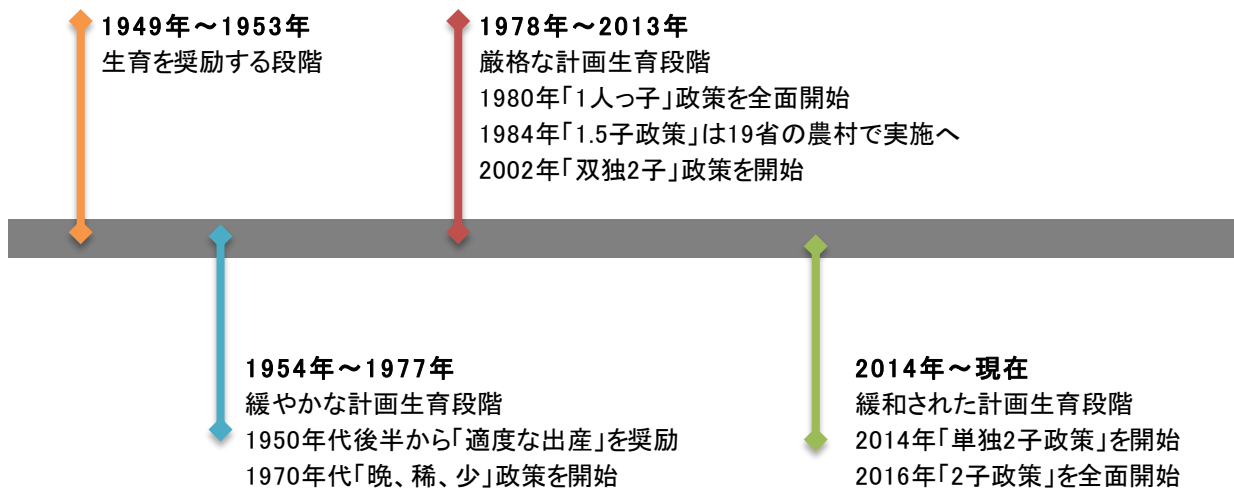 1949年～1953年
生育を奨励する段階
1978年～2013年
厳格な計画生育段階
1980年｢1人っ子｣政策を全面開始
1984年｢1.5子政策｣は19省の農村で実施へ
2002年｢双独2子｣政策を開始
1954年～1977年
緩やかな計画生育段階
1950年代後半から｢適度な出産｣を奨励
1970年代｢晩、稀、少｣政策を開始
2014年～現在
緩和された計画生育段階
2014年｢単独2子政策｣を開始
2016年｢2子政策｣を全面開始